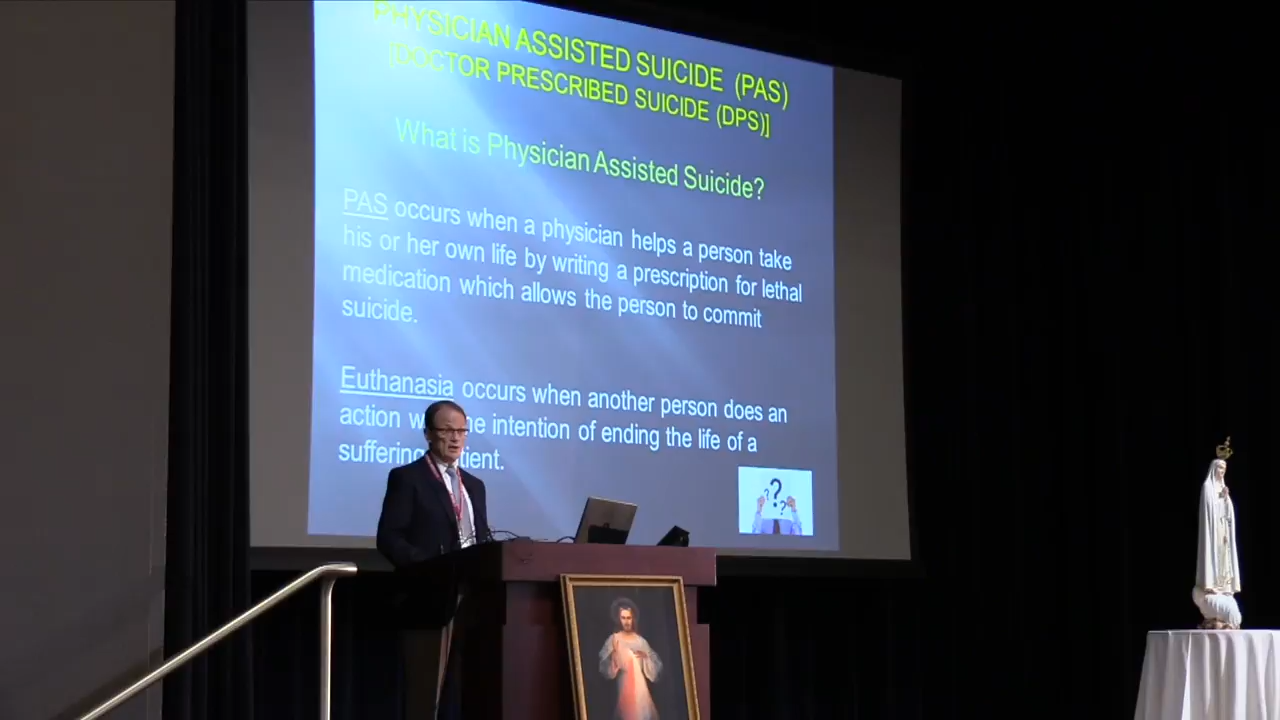 PHYSICIAN ASSISTED SUICIDE (PAS)
[DOCTOR PRESCRIBED SUICIDE (DPS)]
What is Physician Assisted Suicide?
PAS occurs when a physician helps a person take
his or her own life by writing a prescription for lethal
medication which allows the person to commit
suicide.
Euthanasia occurs when another person does an
action w he intention of ending the life of a
suffering tient.
? ? ?